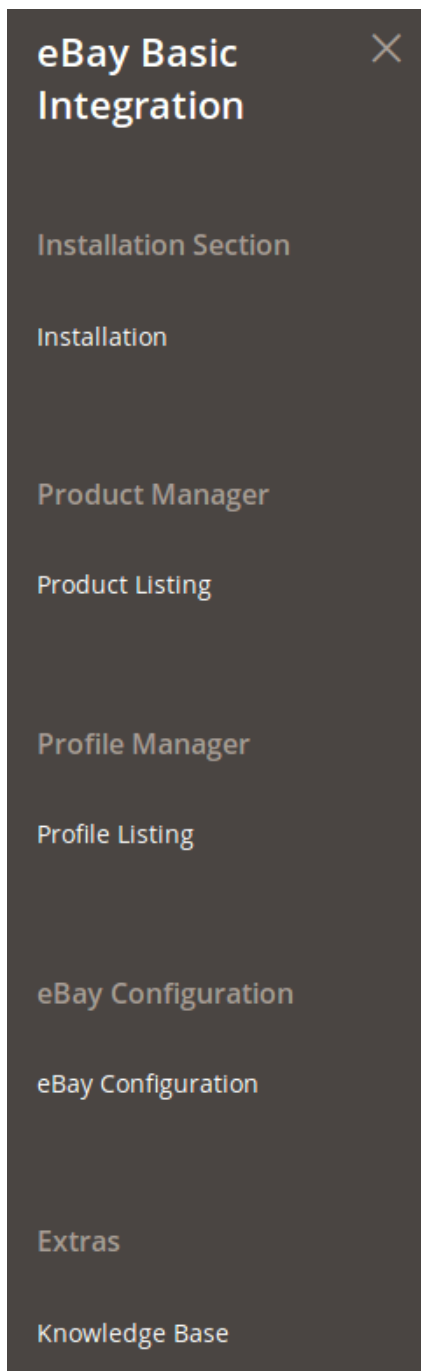 eBay Basic
Integration
Installation Section
Installation
Product Manager
Product Listing
Profile Manager
Profile Listing
eBay Configuration
eBay Configuration
Extras
Knowledge Base